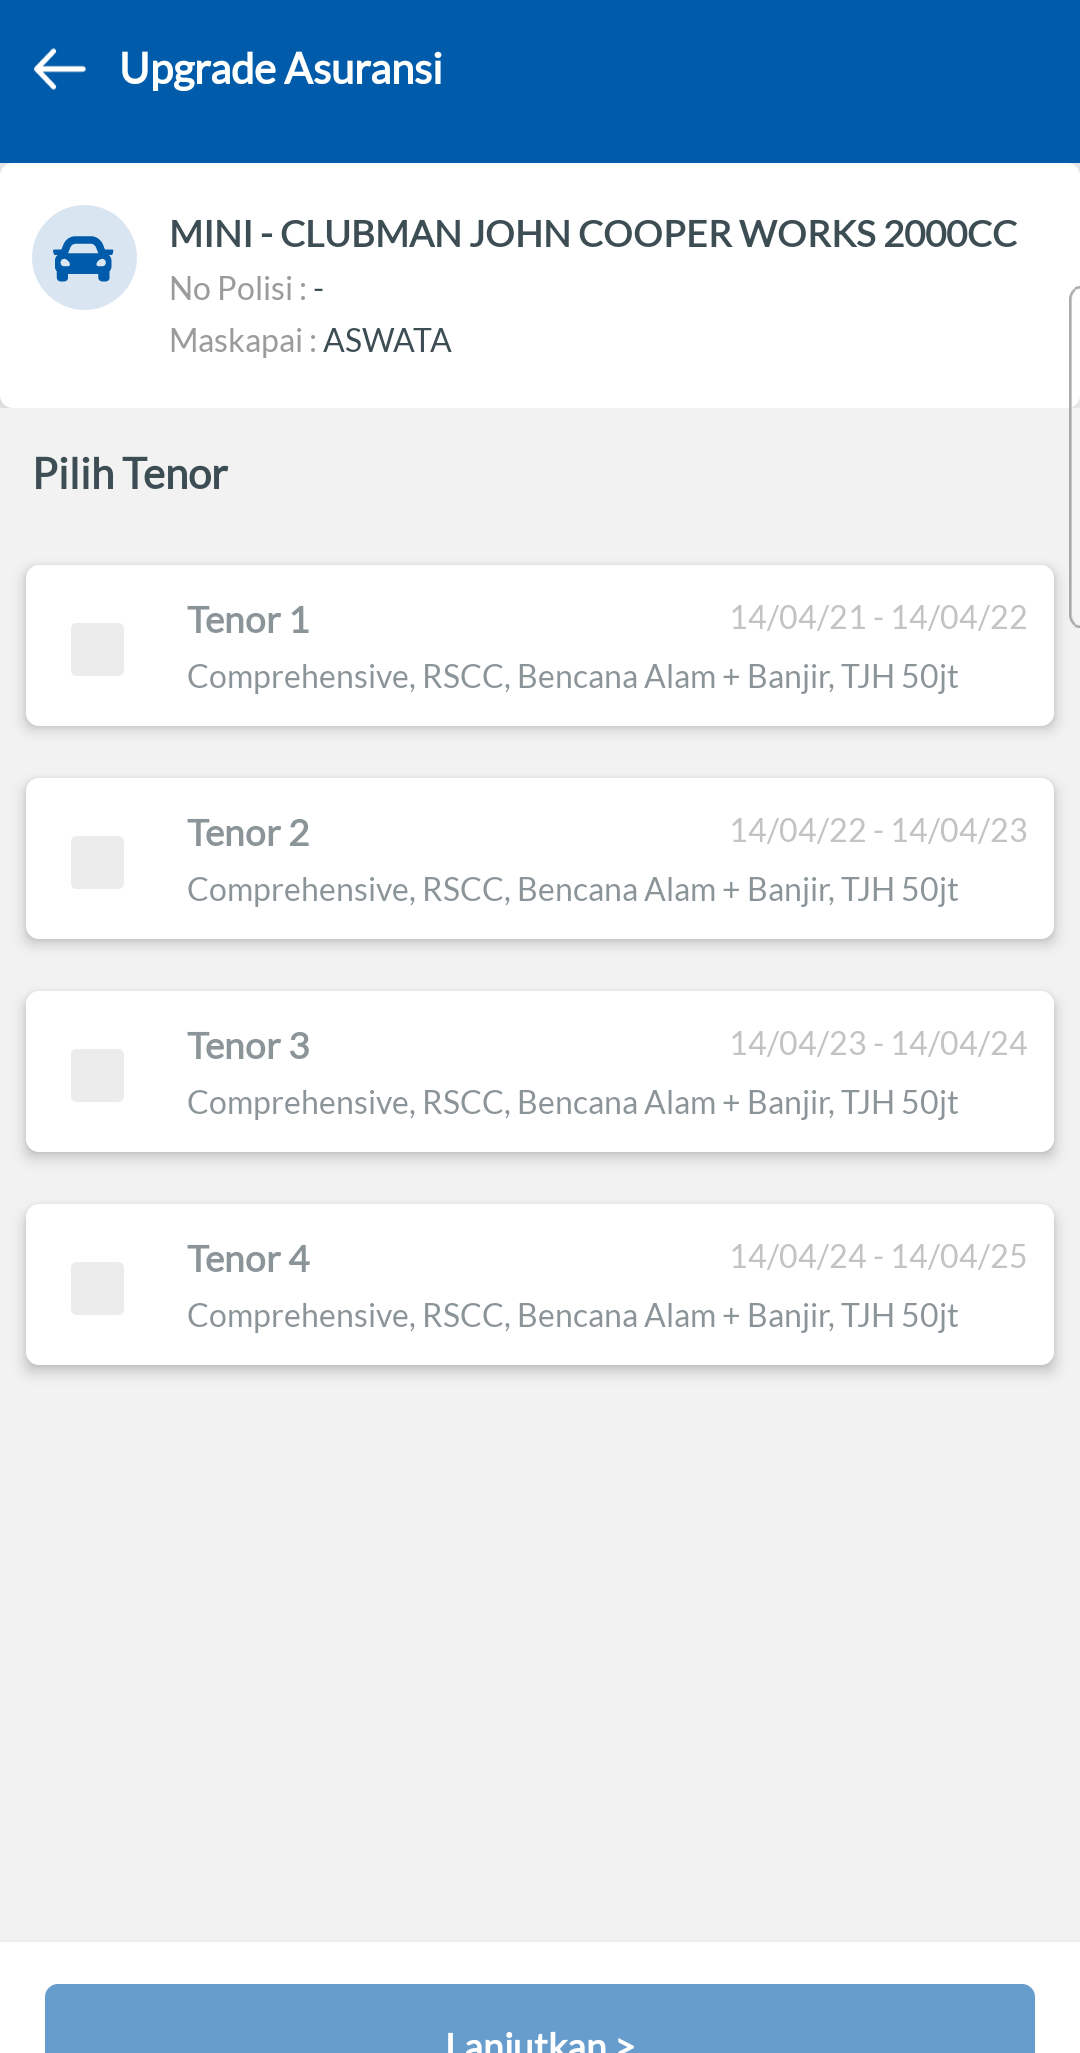 Upgrade Asuransi
MINI - CLUBMAN JOHN COOPER WORKS 2000CC
No Polisi : -
Maskapai : ASWATA
Pilih Tenor
Tenor 1 14/04/21 - 14/04/22
Comprehensive, RSCC, Bencana Alam + Banjir, TJH 50jt
Tenor 2 14/04/22 - 14/04/23
Comprehensive, RSCC, Bencana Alam + Banjir, TJH 50jt
Tenor 3 14/04/23 - 14/04/24
Comprehensive, RSCC, Bencana Alam + Banjir, TJH 50jt
Tenor 4 14/04/24 - 14/04/25
Comprehensive, RSCC, Bencana Alam + Banjir, TJH 50jt
Lanjutkan >